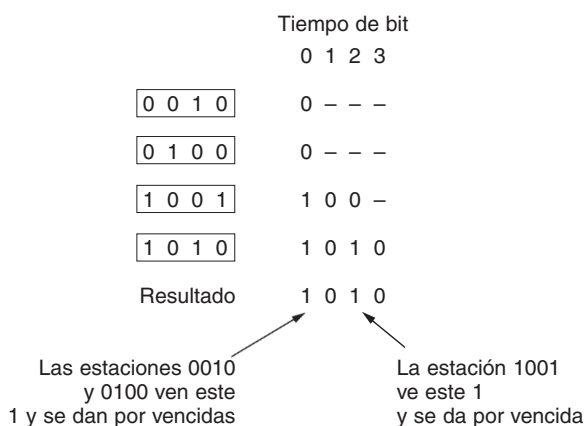 Tiempo de bit
0 1 2 3
0 0 1 0 0 – – –
0 1 0 0 0 – – –
1 0 0 1 1 0 0 –
1 0 1 0 1 0 1 0
Resultado 1 0 1 0
Las estaciones 0010
y 0100 ven este
1 y se dan por vencidas
La estación 1001
ve este 1
y se da por vencida